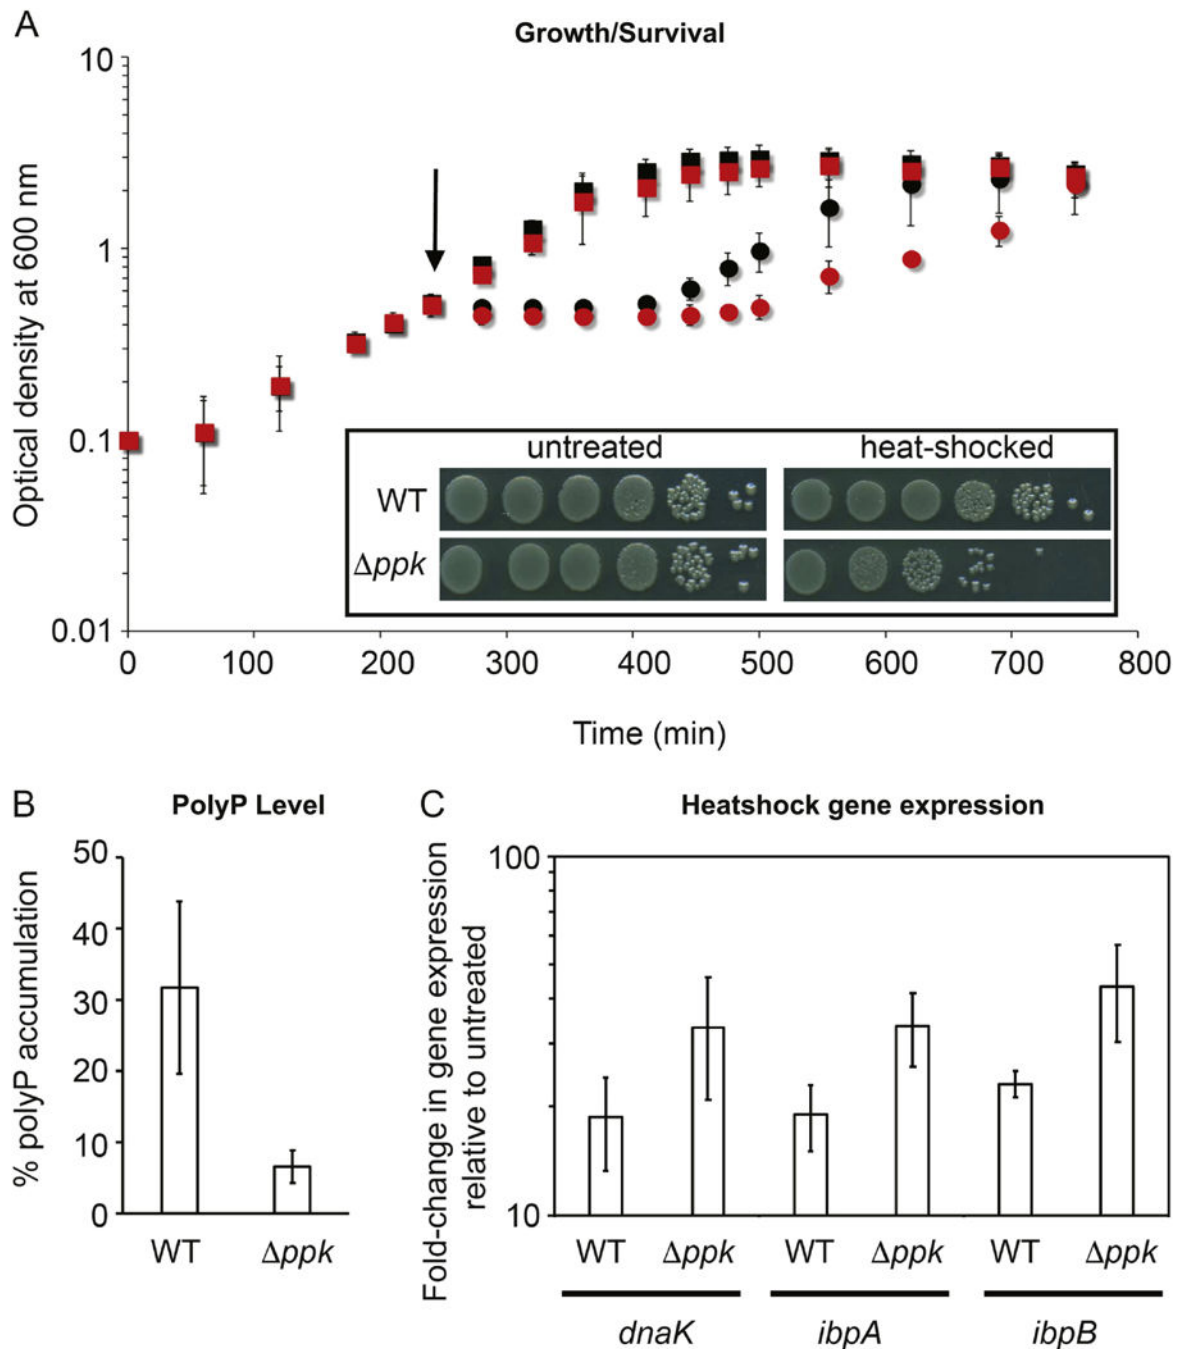 A
Growth/Survival
10
1
0.1
0.01
Optical density at 600 nm
untreated heat-shocked
WT
Δppk
0 100 200 300 400 500 600 700 800
Time (min)
B
PolyP Level
50
40
30
20
10
0
% polyP accumulation
WT Δppk
C
Heatshock gene expression
100
10
Fold-change in gene expression
relative to untreated
WT Δppk WT Δppk WT Δppk
dnaK ibpA ibpB